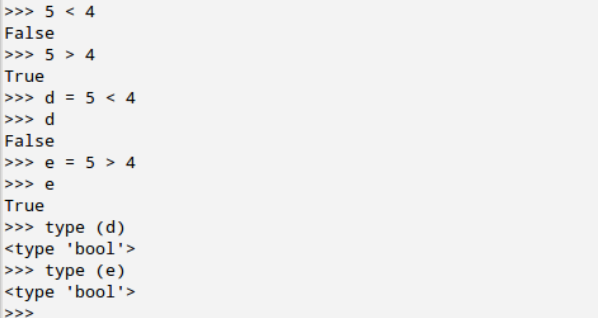 >>> 5 < 4
False
>>> 5 > 4
True
>>> d = 5 < 4
>>> d
False
>>> e = 5 > 4
>>> e
True
>>> type (d)
<type 'bool'>
>>> type (e)
<type 'bool'>
>>>